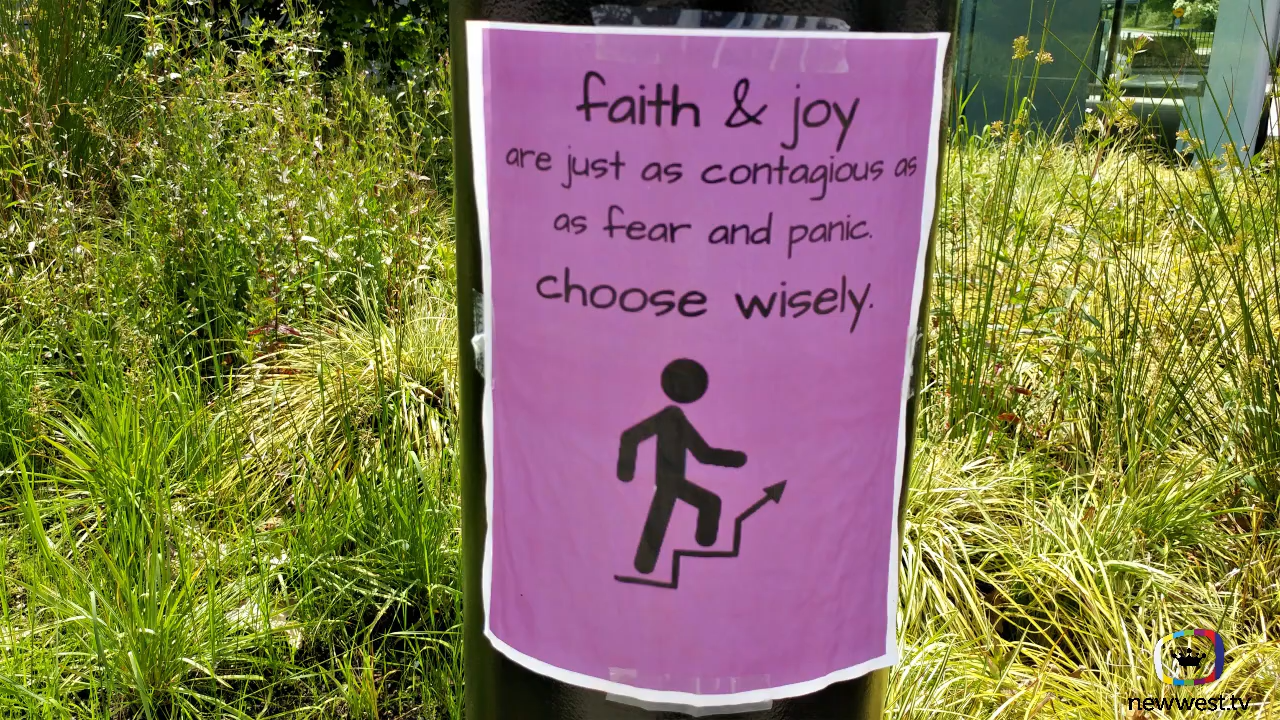 faith & joy
are just as contagious as
as fear and panic.
choose wisely.
newwest.tv